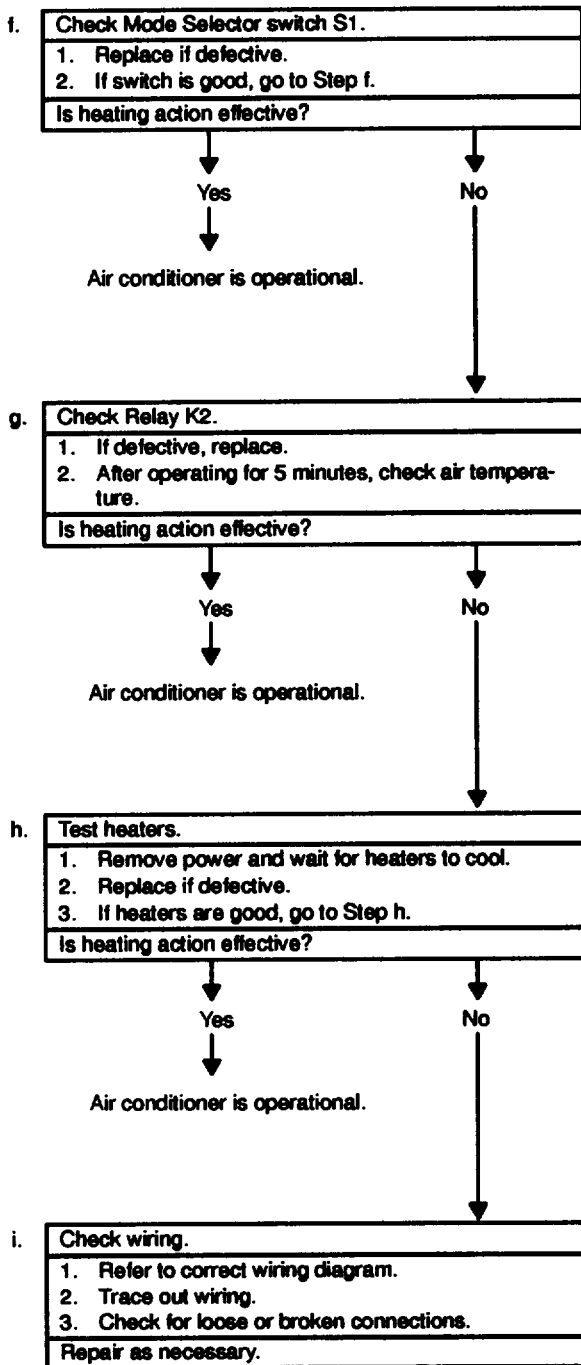 f. Check Mode Selector switch S1.
1. Replace if defective.
2. If switch is good, go to Step f.
Is heating action effective?
Yes No
Air conditioner is operational.
g. Check Relay K2.
1. If defective, replace.
2. After operating for 5 minutes, check air tempera-
ture.
Is heating action effective?
Yes No
Air conditioner is operational.
h. Test heaters.
1. Remove power and wait for heaters to cool.
2. Replace if defective.
3. If heaters are good, go to Step h.
Is heating action effective?
Yes No
Air conditioner is operational.
i. Check wiring.
1. Refer to correct wiring diagram.
2. Trace out wiring.
3. Check for loose or broken connections.
Repair as necessary.